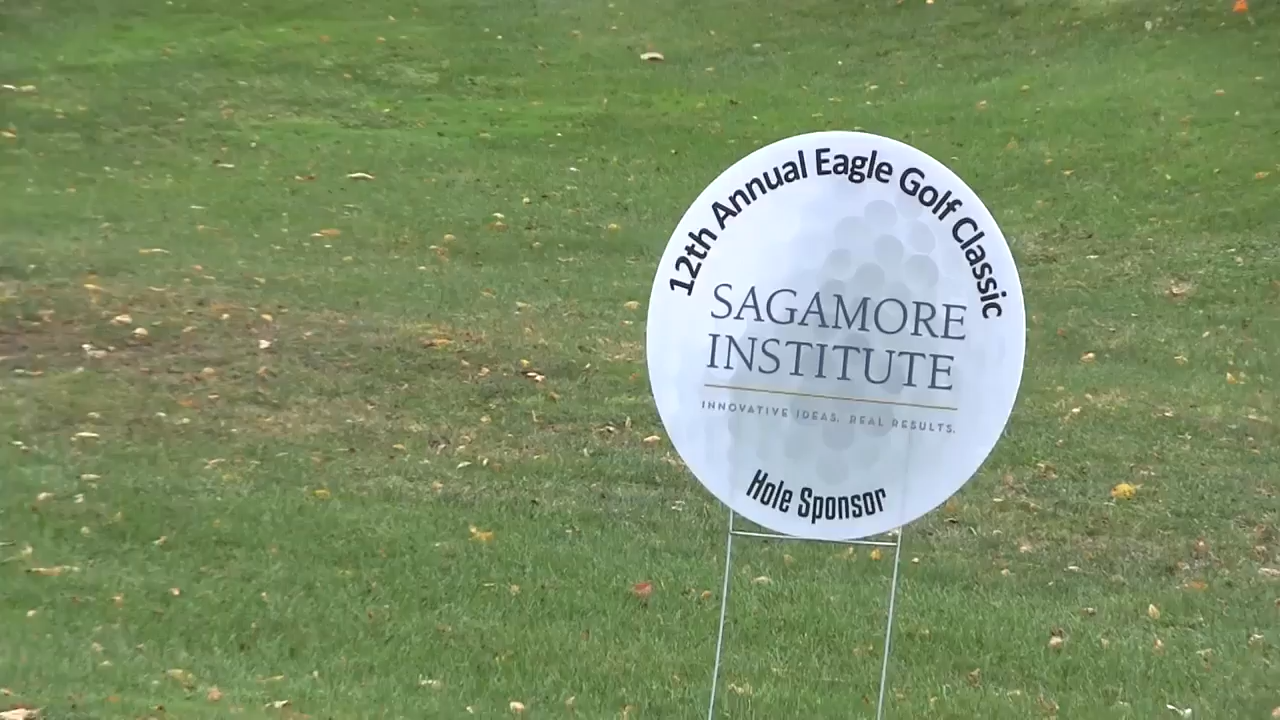 12th Annual Eagle Golf Classic
SAGAMORE
INSTITUTE
INNOVATIVE IDEAS. REAL RESULTS.
Hole Sponsor